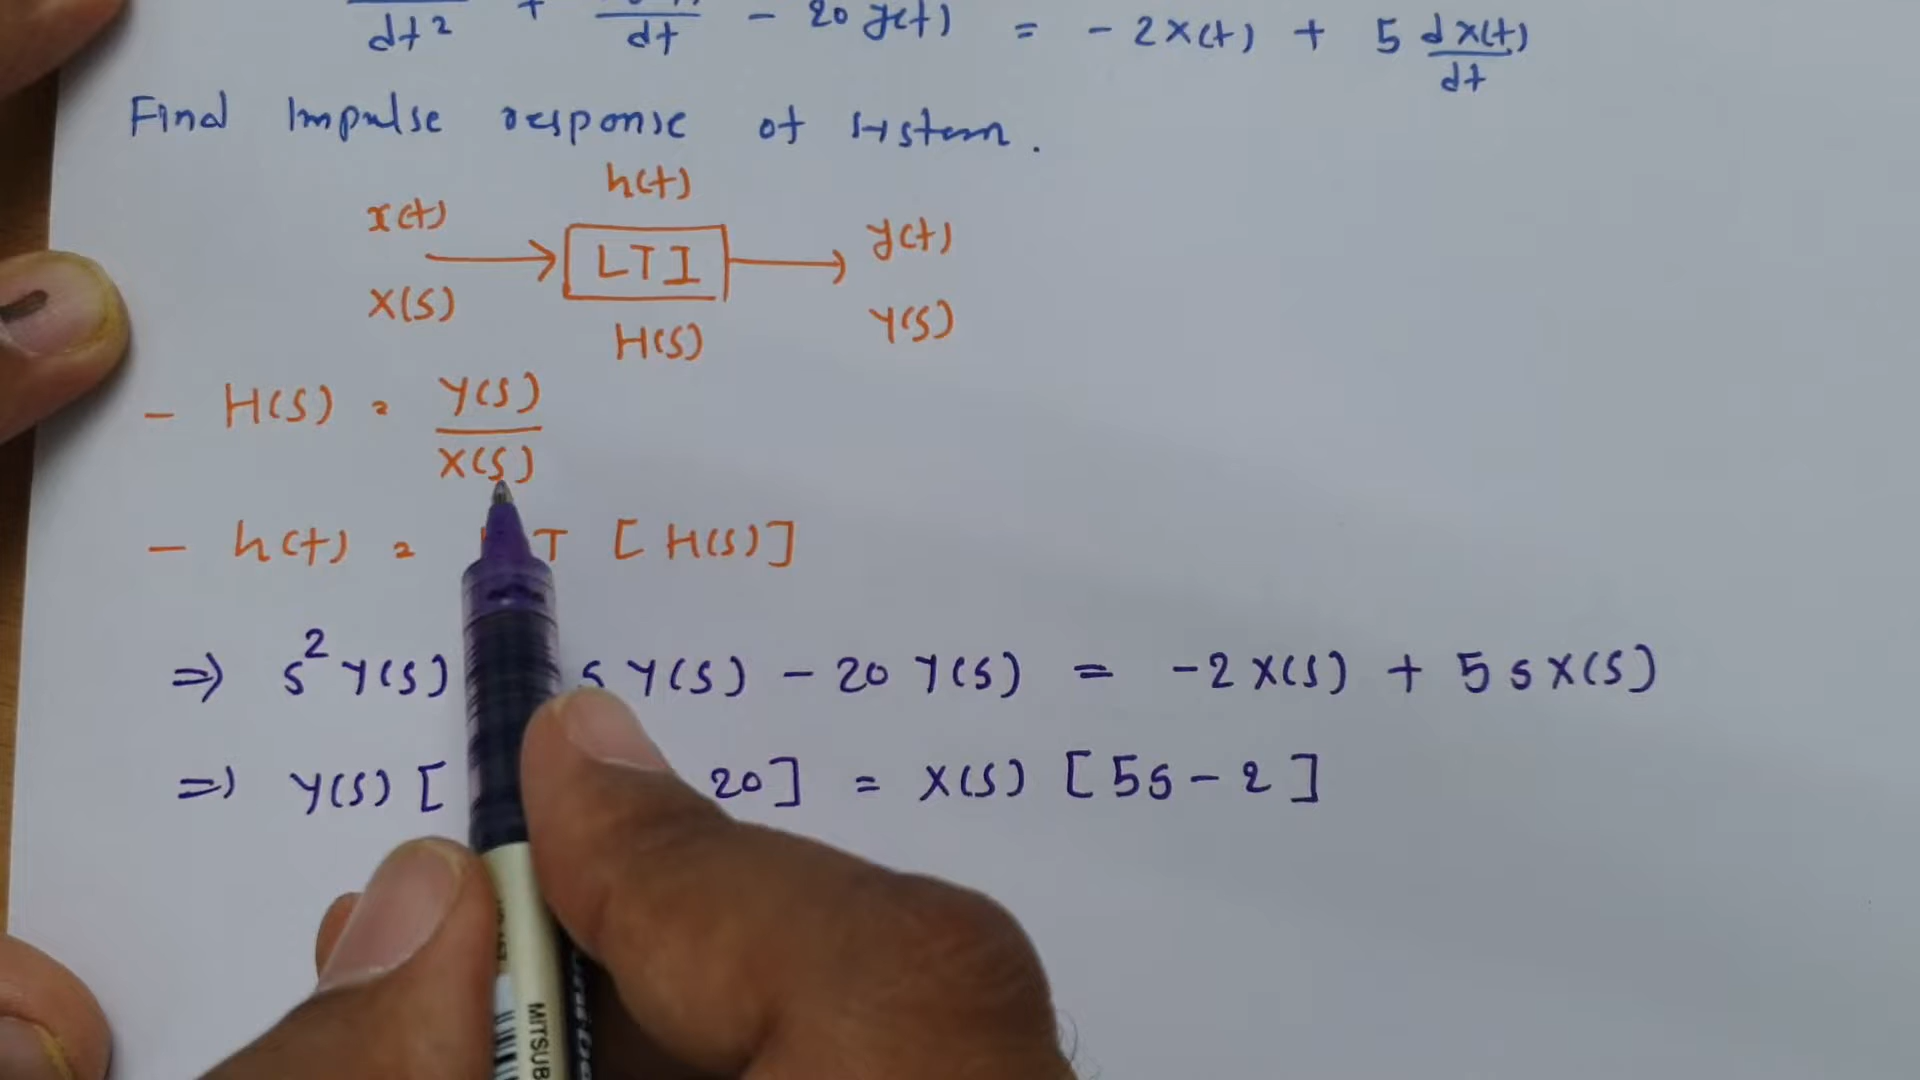 dt² + dt - 20 y(t) = - 2x(t) + 5 dx(t)/dt
Find Impulse response of system.
h(t)
x(t) LTI y(t)
X(S) H(S) Y(S)
- H(S) = Y(S)/X(S)
- h(t) = T [H(S)]
⇒ s² Y(S) s Y(S) - 20 Y(S) = -2 X(S) + 5 s X(S)
⇒ Y(S) [ 20] = X(S) [5s - 2]
MITSUB